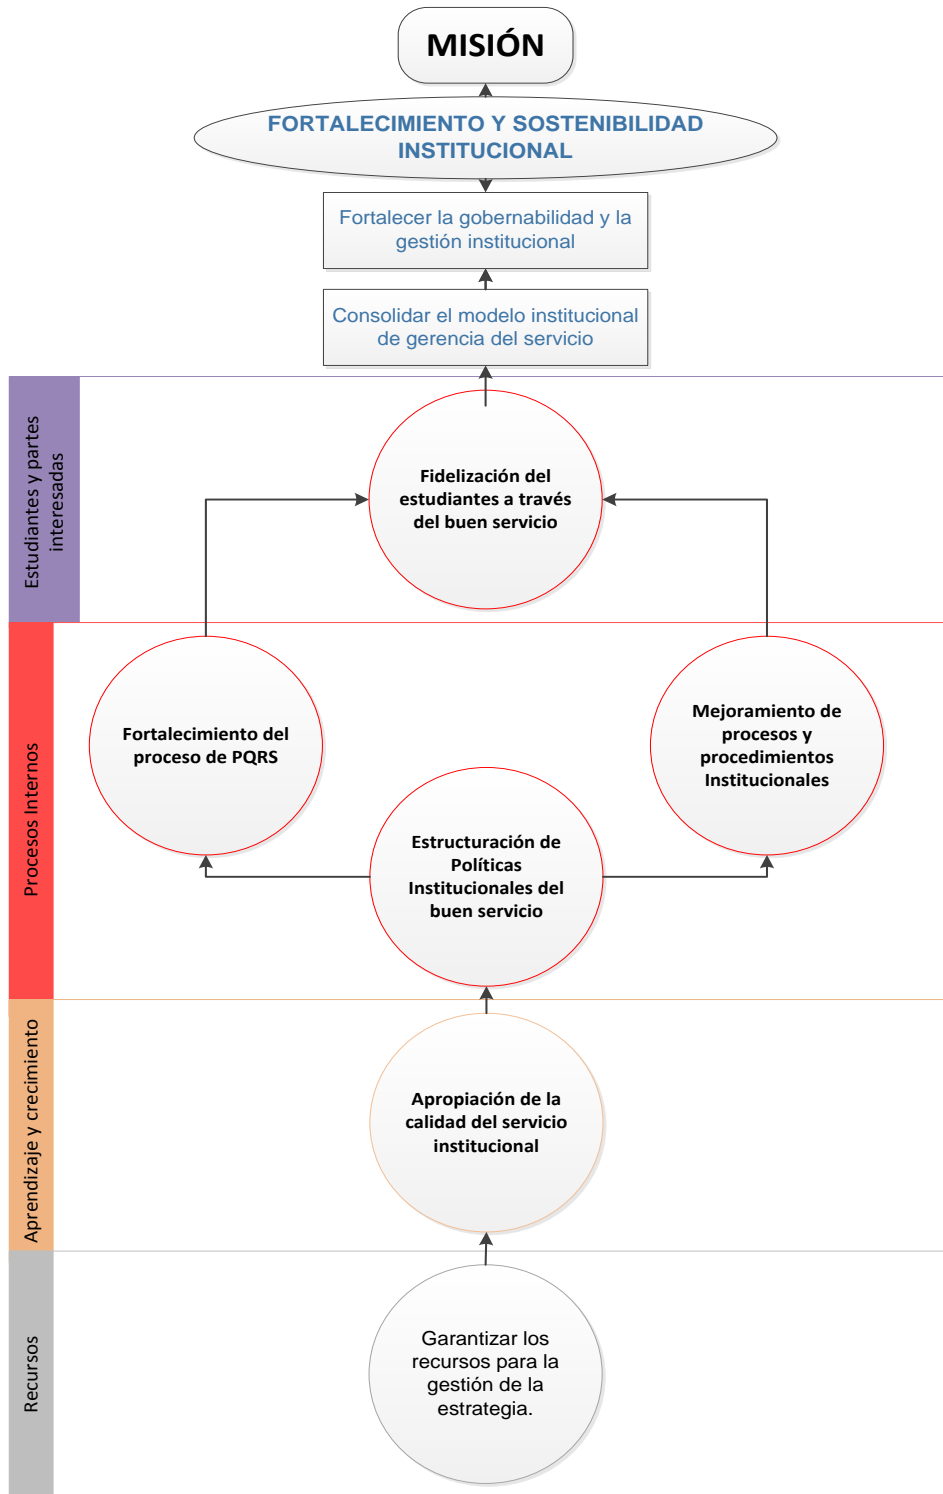 MISIÓN
FORTALECIMIENTO Y SOSTENIBILIDAD
INSTITUCIONAL
Fortalecer la gobernabilidad y la
gestión institucional
Consolidar el modelo institucional
de gerencia del servicio
Estudiantes y partes
interesadas
Fidelización del
estudiantes a través
del buen servicio
Procesos Internos
Fortalecimiento del
proceso de PQRS
Mejoramiento de
procesos y
procedimientos
Institucionales
Estructuración de
Políticas
Institucionales del
buen servicio
Aprendizaje y crecimiento
Apropiación de la
calidad del servicio
institucional
Recursos
Garantizar los
recursos para la
gestión de la
estrategia.